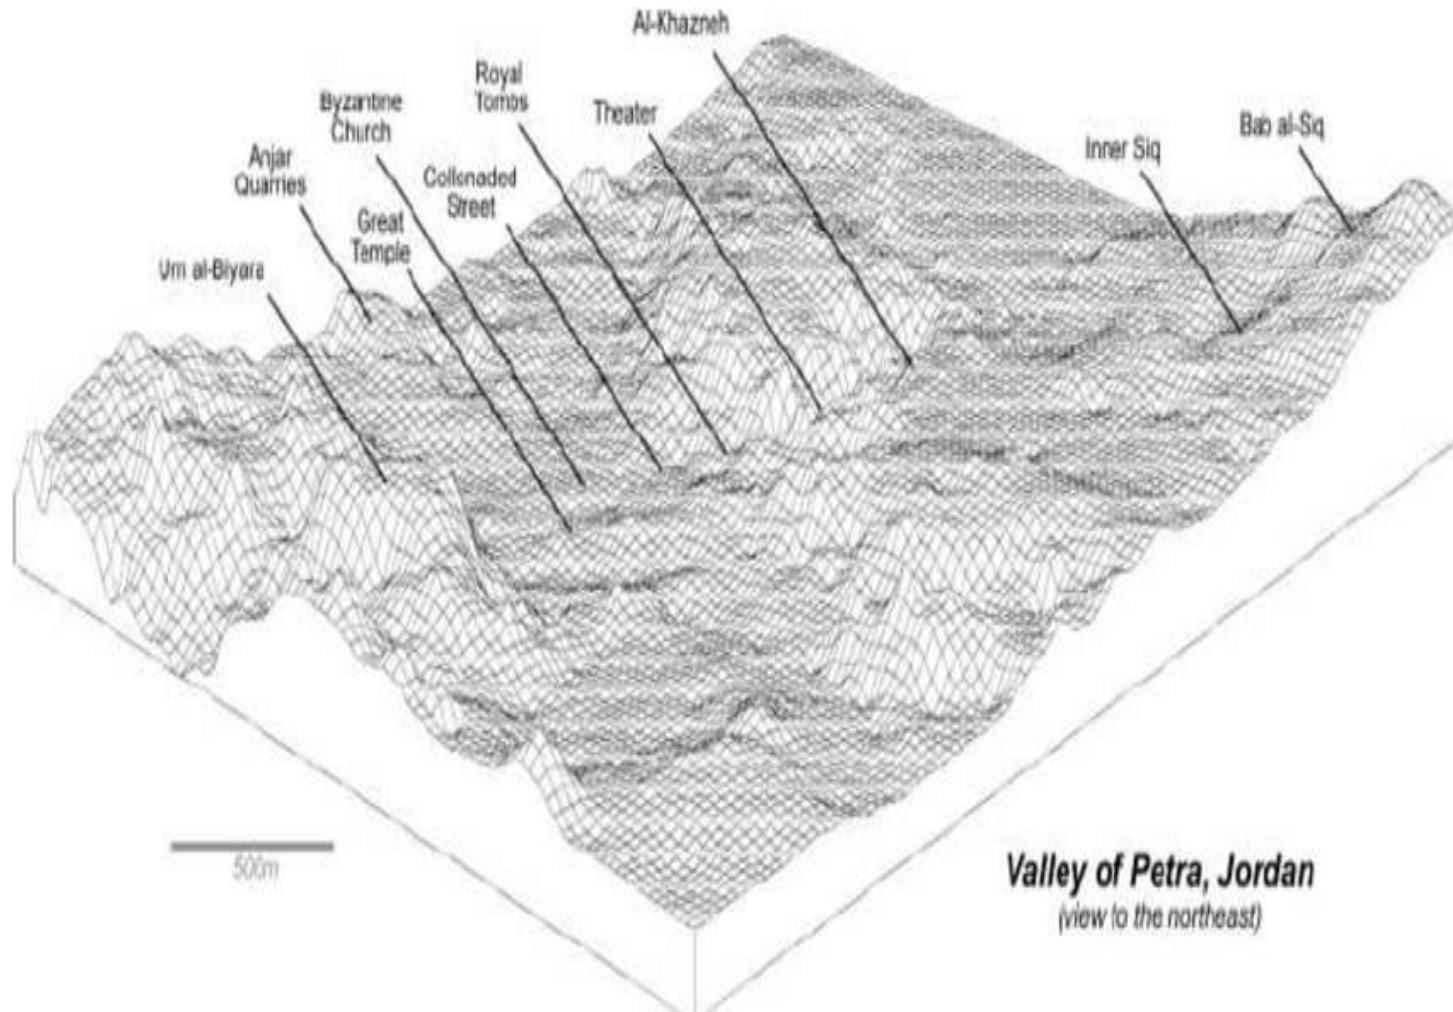 Al-Khazneh
Royal
Tombs
Theater
Byzantine
Church
Bab al-Siq
Inner Siq
Anjar
Quarries
Collonaded
Street
Great
Temple
Um al-Biyara
500m
Valley of Petra, Jordan
(view to the northeast)